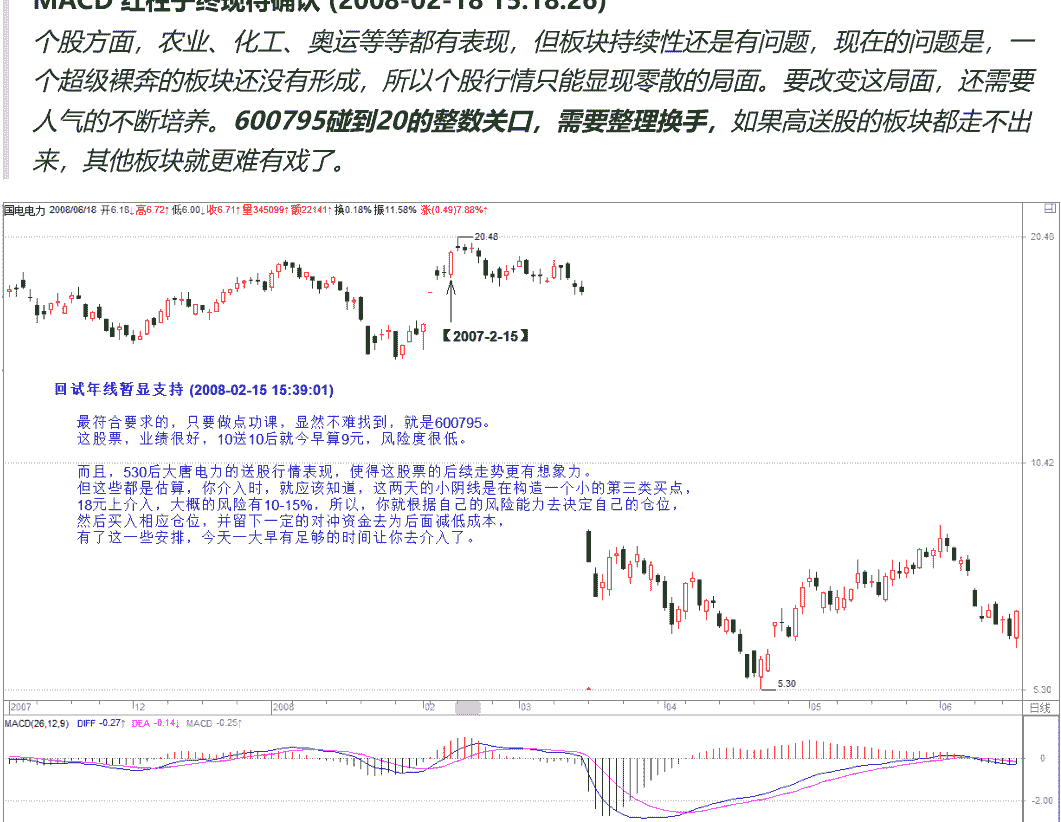 MACD 红柱子终现待确认 (2008-02-18 15:18:26)
个股方面，农业、化工、奥运等等都有表现，但板块持续性还是有问题，现在的问题是，一
个超级裸奔的板块还没有形成，所以个股行情只能显现零散的局面。要改变这局面，还需要
人气的不断培养。600795碰到20的整数关口，需要整理换手，如果高送股的板块都走不出
来，其他板块就更难有戏了。
国电电力 2008/06/18 开6.18↓高6.72↑低6.00↓收6.71↑量345099↑额22141↑换0.18%振11.58% 涨(0.49)7.88%↑
20.48
20.48
【2007-2-15】
回试年线暂显支持 (2008-02-15 15:39:01)
最符合要求的，只要做点功课，显然不难找到，就是600795。
这股票，业绩很好，10送10后就今早算9元，风险度很低。
而且，530后大唐电力的送股行情表现，使得这股票的后续走势更有想象力。
10.42
但这些都是估算，你介入时，就应该知道，这两天的小阴线是在构造一个小的第三类买点，
18元上介入，大概的风险有10-15%，所以，你就根据自己的风险能力去决定自己的仓位，
然后买入相应仓位，并留下一定的对冲资金去为后面减低成本，
有了这一些安排，今天一大早有足够的时间让你去介入了。
5.30
5.30
2007 12 2008 02 03 04 05 06 日线
MACD(26,12,9) DIFF -0.27↑ DEA -0.14↓ MACD -0.25↑
0
-2.00